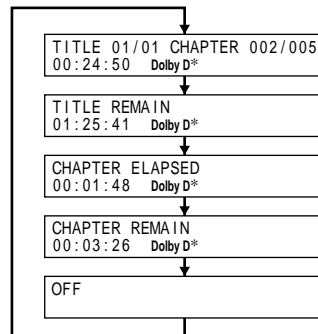 TITLE 01/01 CHAPTER 002/005
00:24:50 Dolby D*
TITLE REMAIN
01:25:41 Dolby D*
CHAPTER ELAPSED
00:01:48 Dolby D*
CHAPTER REMAIN
00:03:26 Dolby D*
OFF